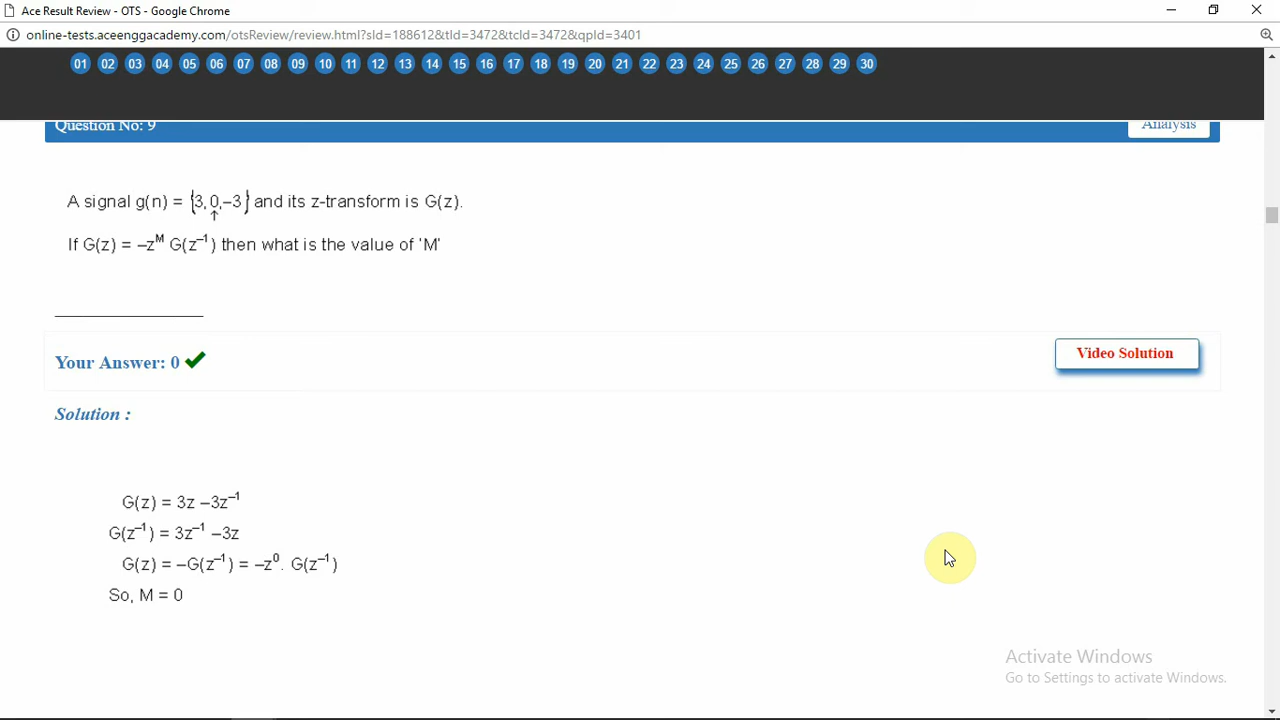 Ace Result Review - OTS - Google Chrome
online-tests.aceenggacademy.com/otsReview/review.html?sId=188612&tId=3472&tcId=3472&qpId=3401
01 02 03 04 05 06 07 08 09 10 11 12 13 14 15 16 17 18 19 20 21 22 23 24 25 26 27 28 29 30
Question No: 9 Analysis
A signal g(n) = {3, 0, –3} and its z-transform is G(z).
↑
If G(z) = –z^M G(z^–1) then what is the value of 'M'
Your Answer: 0
Video Solution
Solution :
G(z) = 3z –3z^–1
G(z^–1) = 3z^–1 –3z
G(z) = –G(z^–1) = –z^0. G(z^–1)
So, M = 0
Activate Windows
Go to Settings to activate Windows.